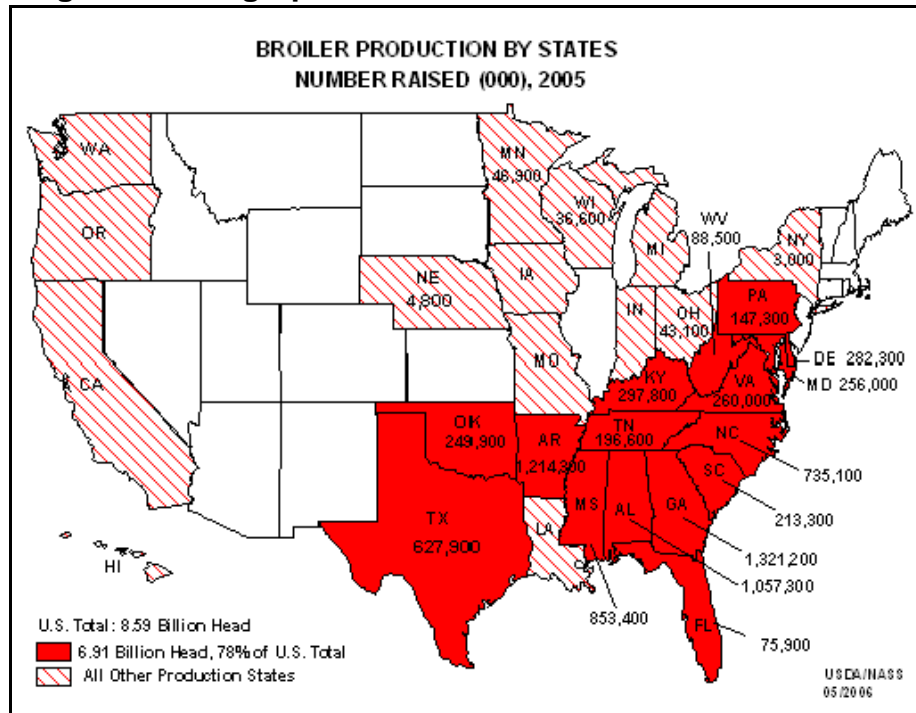 BROILER PRODUCTION BY STATES
NUMBER RAISED (000), 2005
WA
OR
CA
HI
NE
4,800
MN
46,900
WI
36,600
IA
MO
MI
IN
OH
43,100
WV
88,500
NY
3,000
PA
147,300
DE 282,300
MD 256,000
KY
297,800
VA
260,000
OK
249,900
AR
1,214,300
TN
196,600
NC
735,100
SC
213,300
TX
627,900
LA
MS
AL
GA
1,321,200
1,057,300
853,400
FL
75,900
U.S. Total: 8.59 Billion Head
6.91 Billion Head, 78% of U.S. Total
All Other Production States
USDA/NASS
05/2006